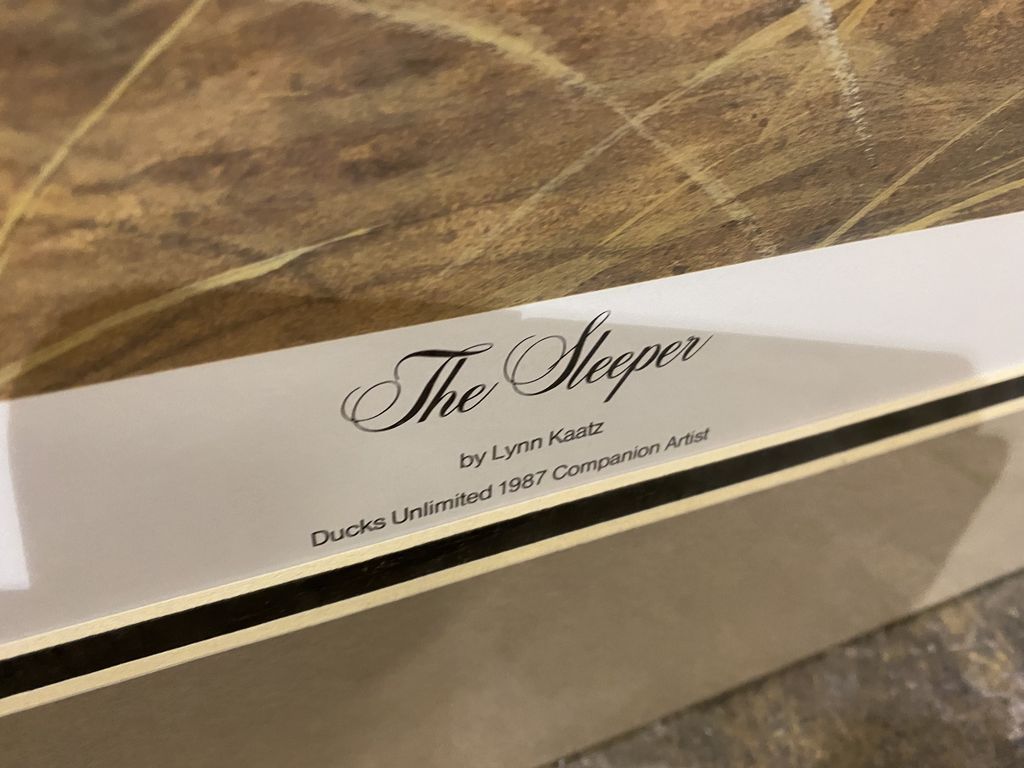 The Sleeper
by Lynn Kaatz
Ducks Unlimited 1987 Companion Artist